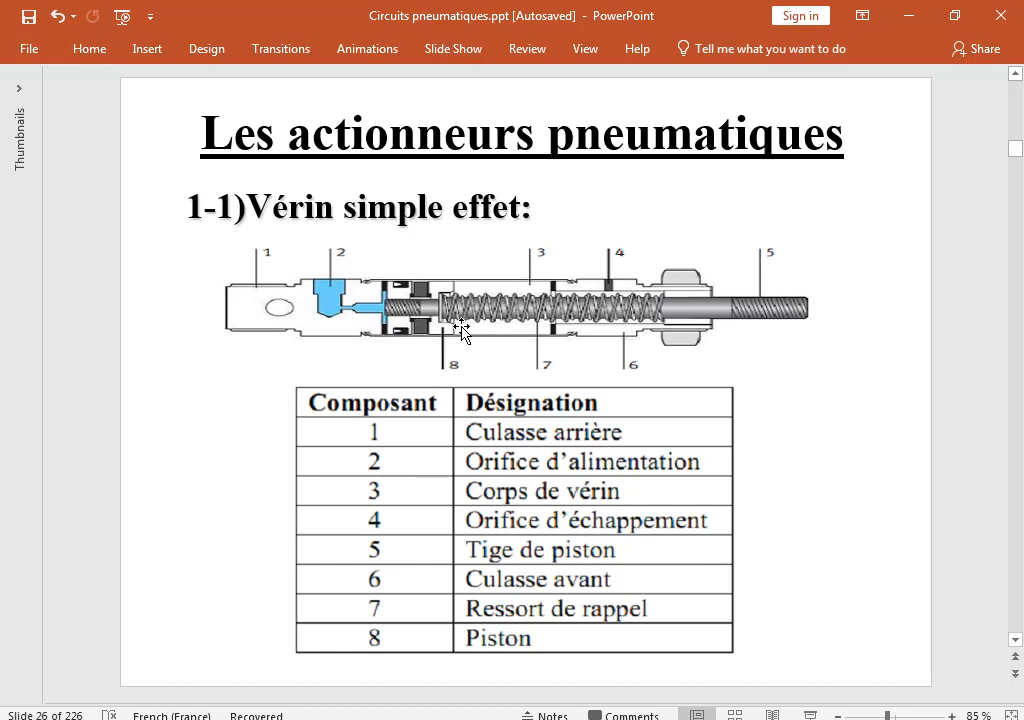 Circuits pneumatiques.ppt [Autosaved] - PowerPoint
Sign in
File Home Insert Design Transitions Animations Slide Show Review View Help Tell me what you want to do Share
Thumbnails
Les actionneurs pneumatiques
1-1)Vérin simple effet:
1 2 3 4 5
8 7 6
Composant Désignation
1 Culasse arrière
2 Orifice d’alimentation
3 Corps de vérin
4 Orifice d’échappement
5 Tige de piston
6 Culasse avant
7 Ressort de rappel
8 Piston
Slide 26 of 226 French (France) Recovered Notes Comments 85 %